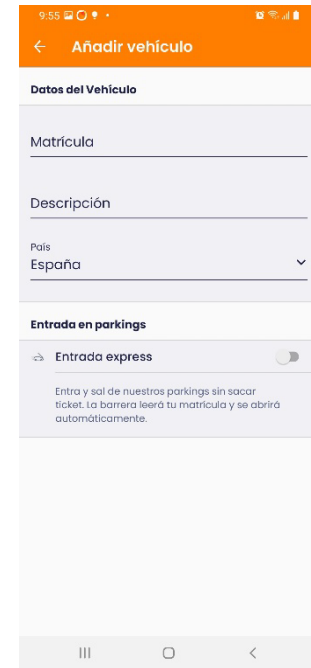 9:55
Añadir vehículo
Datos del Vehículo
Matrícula
Descripción
País
España
Entrada en parkings
Entrada express
Entra y sal de nuestros parkings sin sacar
ticket. La barrera leerá tu matrícula y se abrirá
automáticamente.